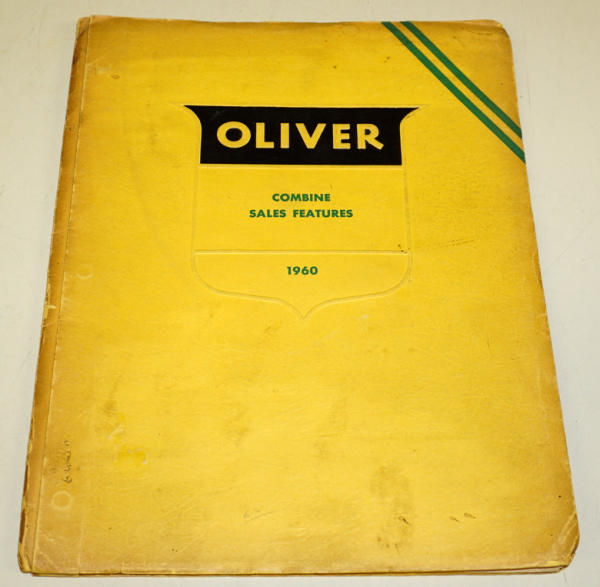 OLIVER
COMBINE
SALES FEATURES
1960